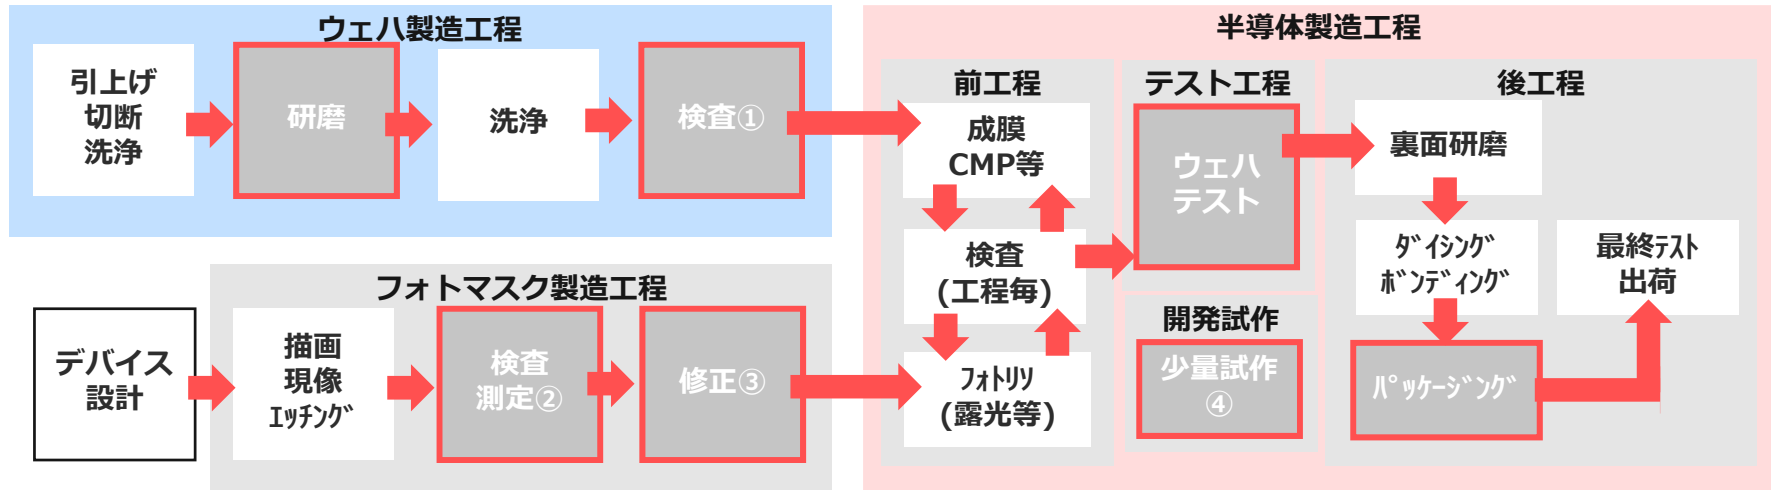 ウェハ製造工程
引上げ
切断
洗浄
研磨
洗浄
検査①
フォトマスク製造工程
デバイス
設計
描画
現像
ｴｯﾁﾝｸﾞ
検査
測定②
修正③
半導体製造工程
前工程
成膜
CMP等
検査
(工程毎)
ﾌｫﾄﾘｿ
(露光等)
テスト工程
ウェハ
テスト
開発試作
少量試作
④
後工程
裏面研磨
ﾀﾞｲｼﾝｸﾞ
ﾎﾞﾝﾃﾞｨﾝｸﾞ
ﾊﾟｯｹｰｼﾞﾝｸﾞ
最終ﾃｽﾄ
出荷